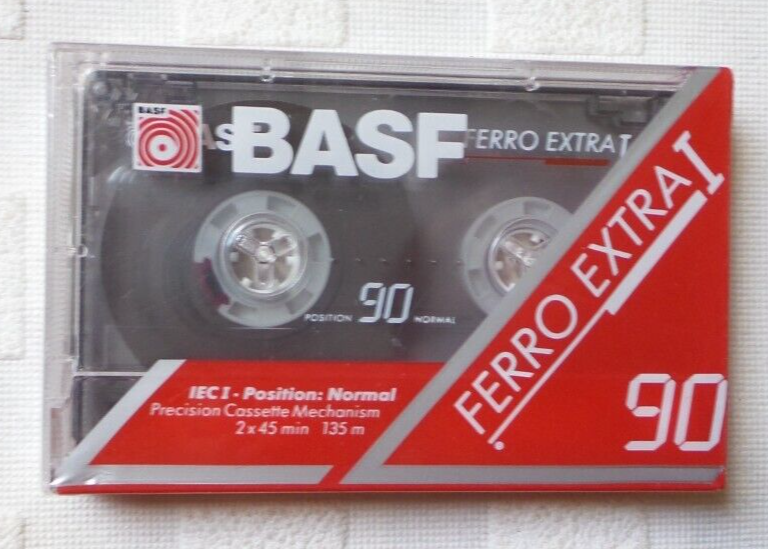 BASF
BASF
FERRO EXTRA I
POSITION 90 NORMAL
FERRO EXTRA I
90
IEC I - Position: Normal
Precision Cassette Mechanism
2 x 45 min 135 m